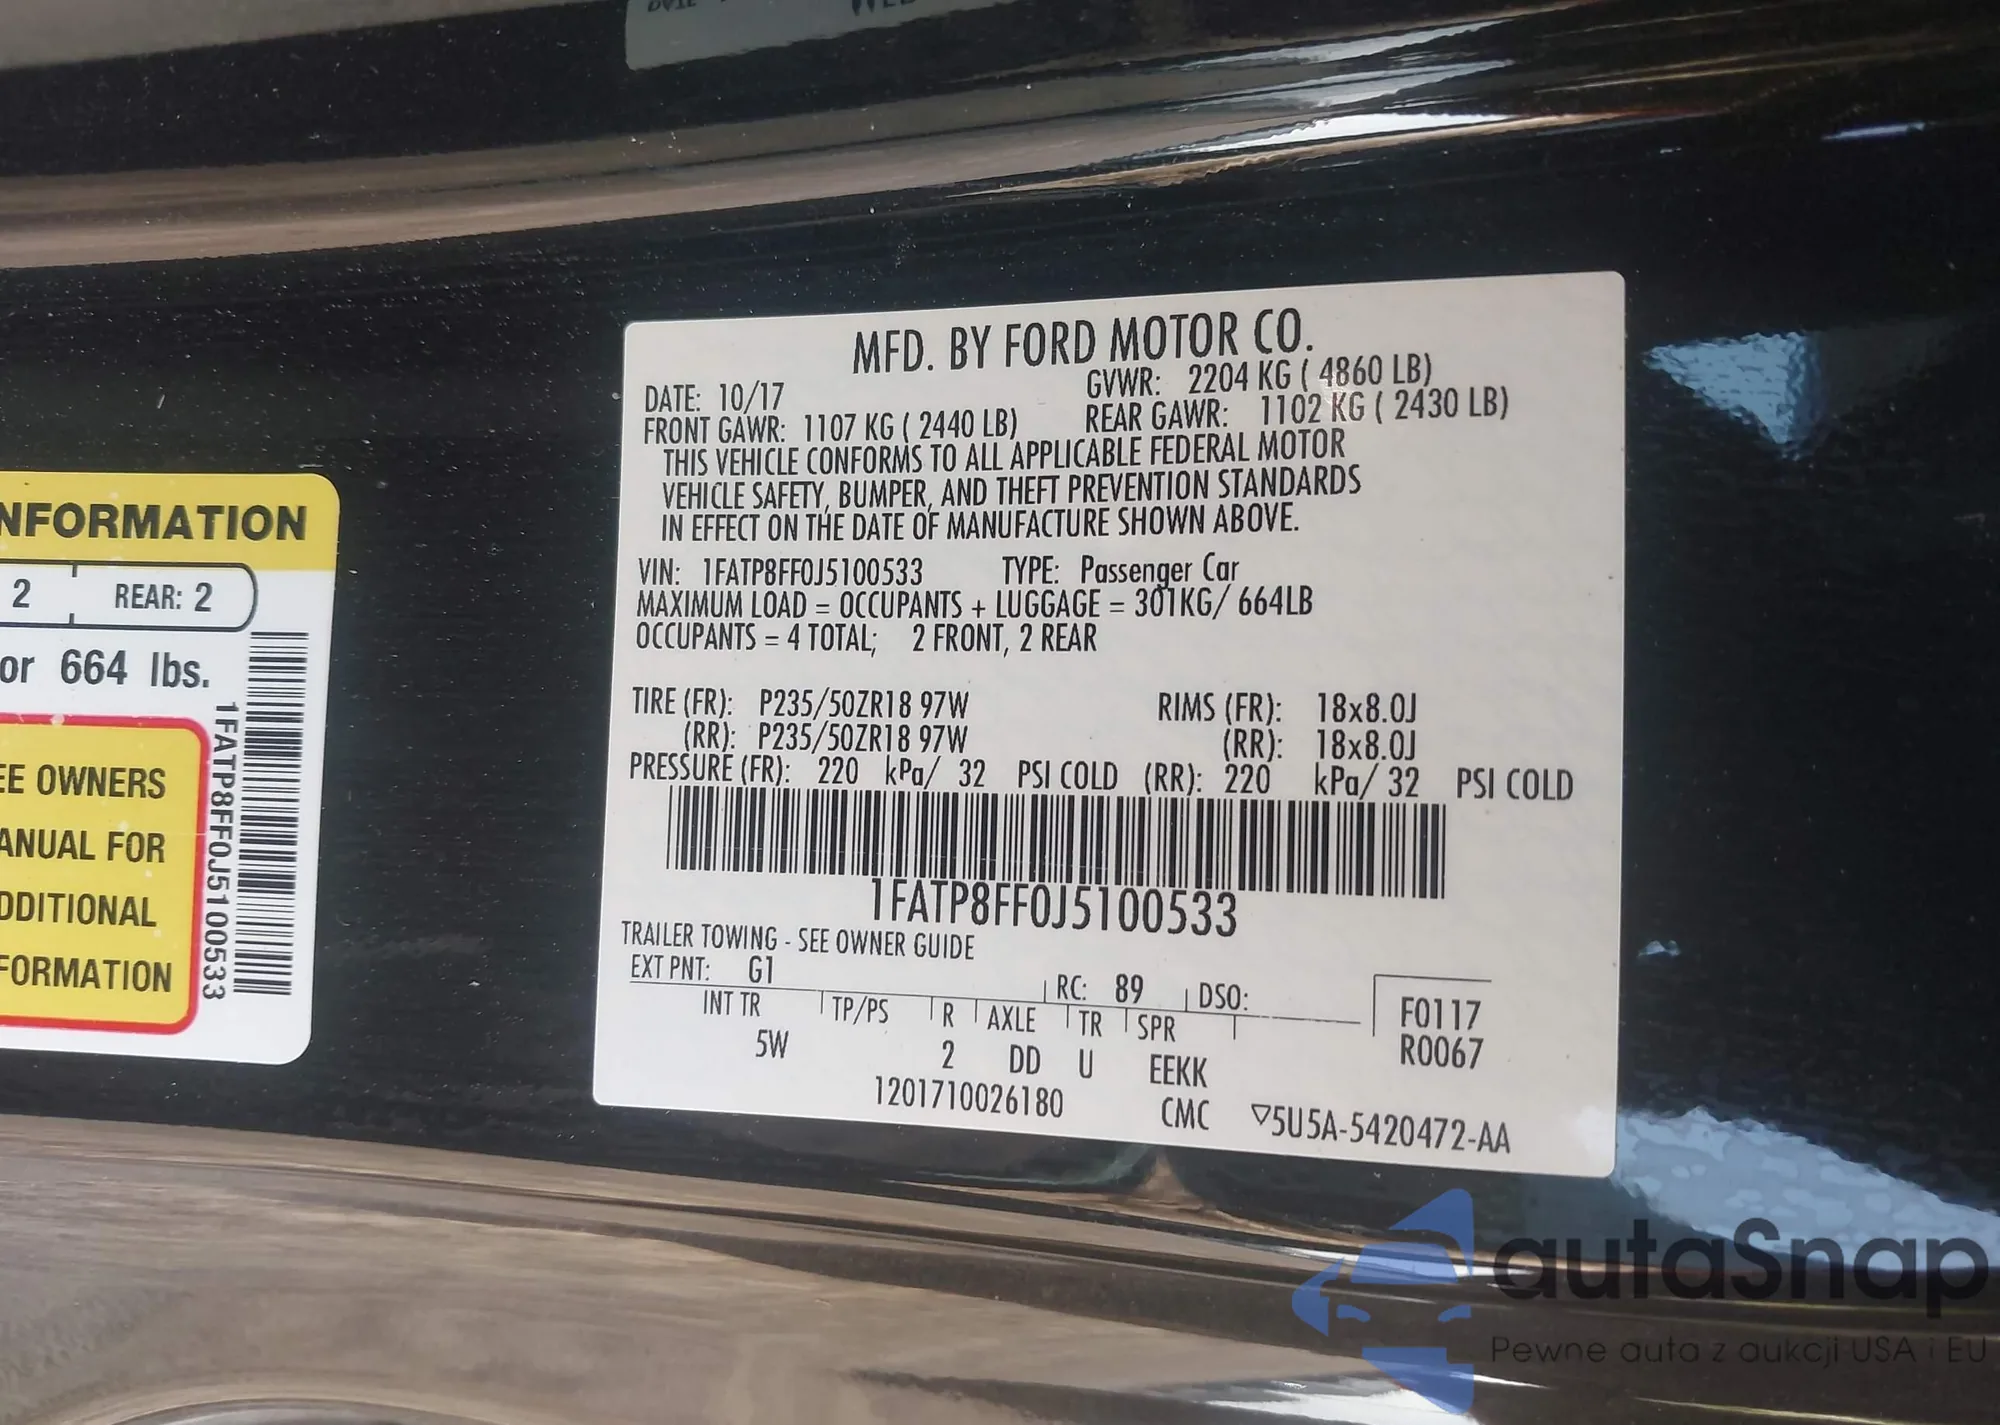 MFD. BY FORD MOTOR CO.
DATE: 10/17
GVWR: 2204 KG ( 4860 LB)
FRONT GAWR: 1107 KG ( 2440 LB)
REAR GAWR: 1102 KG ( 2430 LB)
THIS VEHICLE CONFORMS TO ALL APPLICABLE FEDERAL MOTOR
VEHICLE SAFETY, BUMPER, AND THEFT PREVENTION STANDARDS
IN EFFECT ON THE DATE OF MANUFACTURE SHOWN ABOVE.
VIN: 1FATP8FF0J5100533 TYPE: Passenger Car
MAXIMUM LOAD = OCCUPANTS + LUGGAGE = 301KG/ 664LB
OCCUPANTS = 4 TOTAL; 2 FRONT, 2 REAR
TIRE (FR): P235/50ZR18 97W RIMS (FR): 18x8.0J
(RR): P235/50ZR18 97W (RR): 18x8.0J
PRESSURE (FR): 220 kPa/ 32 PSI COLD (RR): 220 kPa/ 32 PSI COLD
1FATP8FF0J5100533
TRAILER TOWING - SEE OWNER GUIDE
EXT PNT: G1 RC: 89 DSO:
INT TR TP/PS R AXLE TR SPR
5W 2 DD U EEKK
F0117
R0067
1201710026180 CMC ▽5U5A-5420472-AA
NFORMATION
2 REAR: 2
or 664 lbs.
EE OWNERS
ANUAL FOR
DDITIONAL
FORMATION
1FATP8FF0J5100533
autaSnap
Pewne auta z aukcji USA i EU